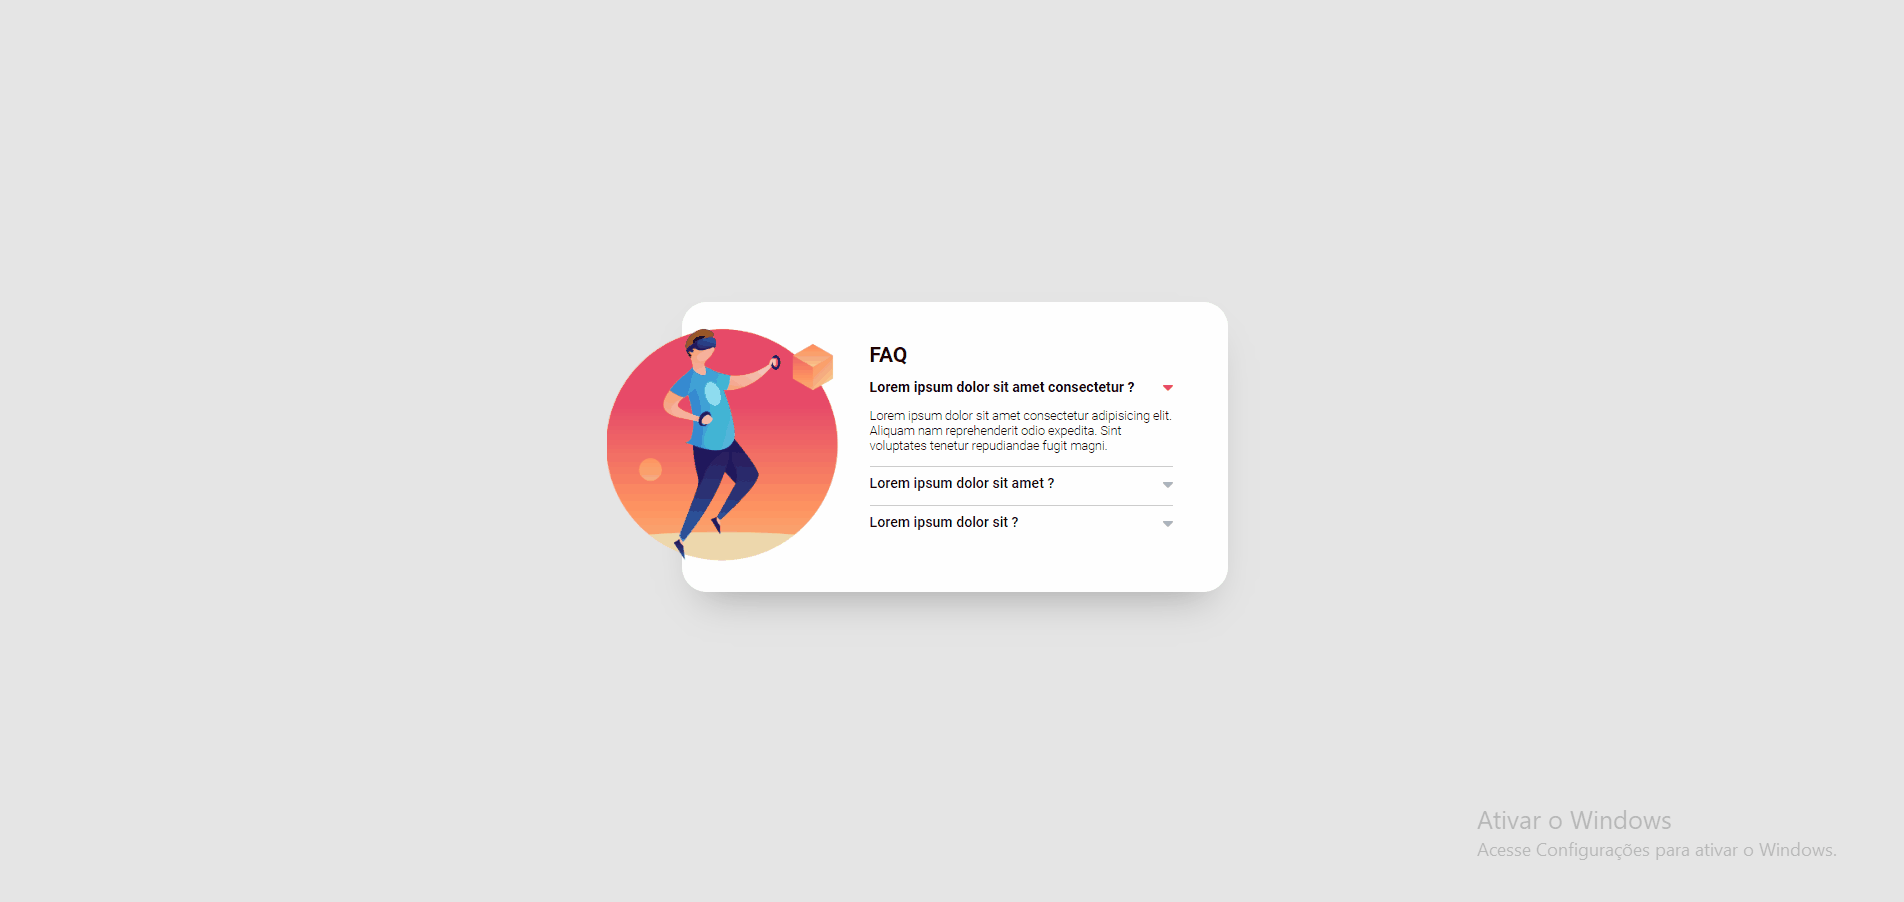 FAQ
Lorem ipsum dolor sit amet consectetur ?
Lorem ipsum dolor sit amet consectetur adipisicing elit.
Aliquam nam reprehenderit odio expedita. Sint
voluptates tenetur repudiandae fugit magni.
Lorem ipsum dolor sit amet ?
Lorem ipsum dolor sit ?
Ativar o Windows
Acesse Configurações para ativar o Windows.